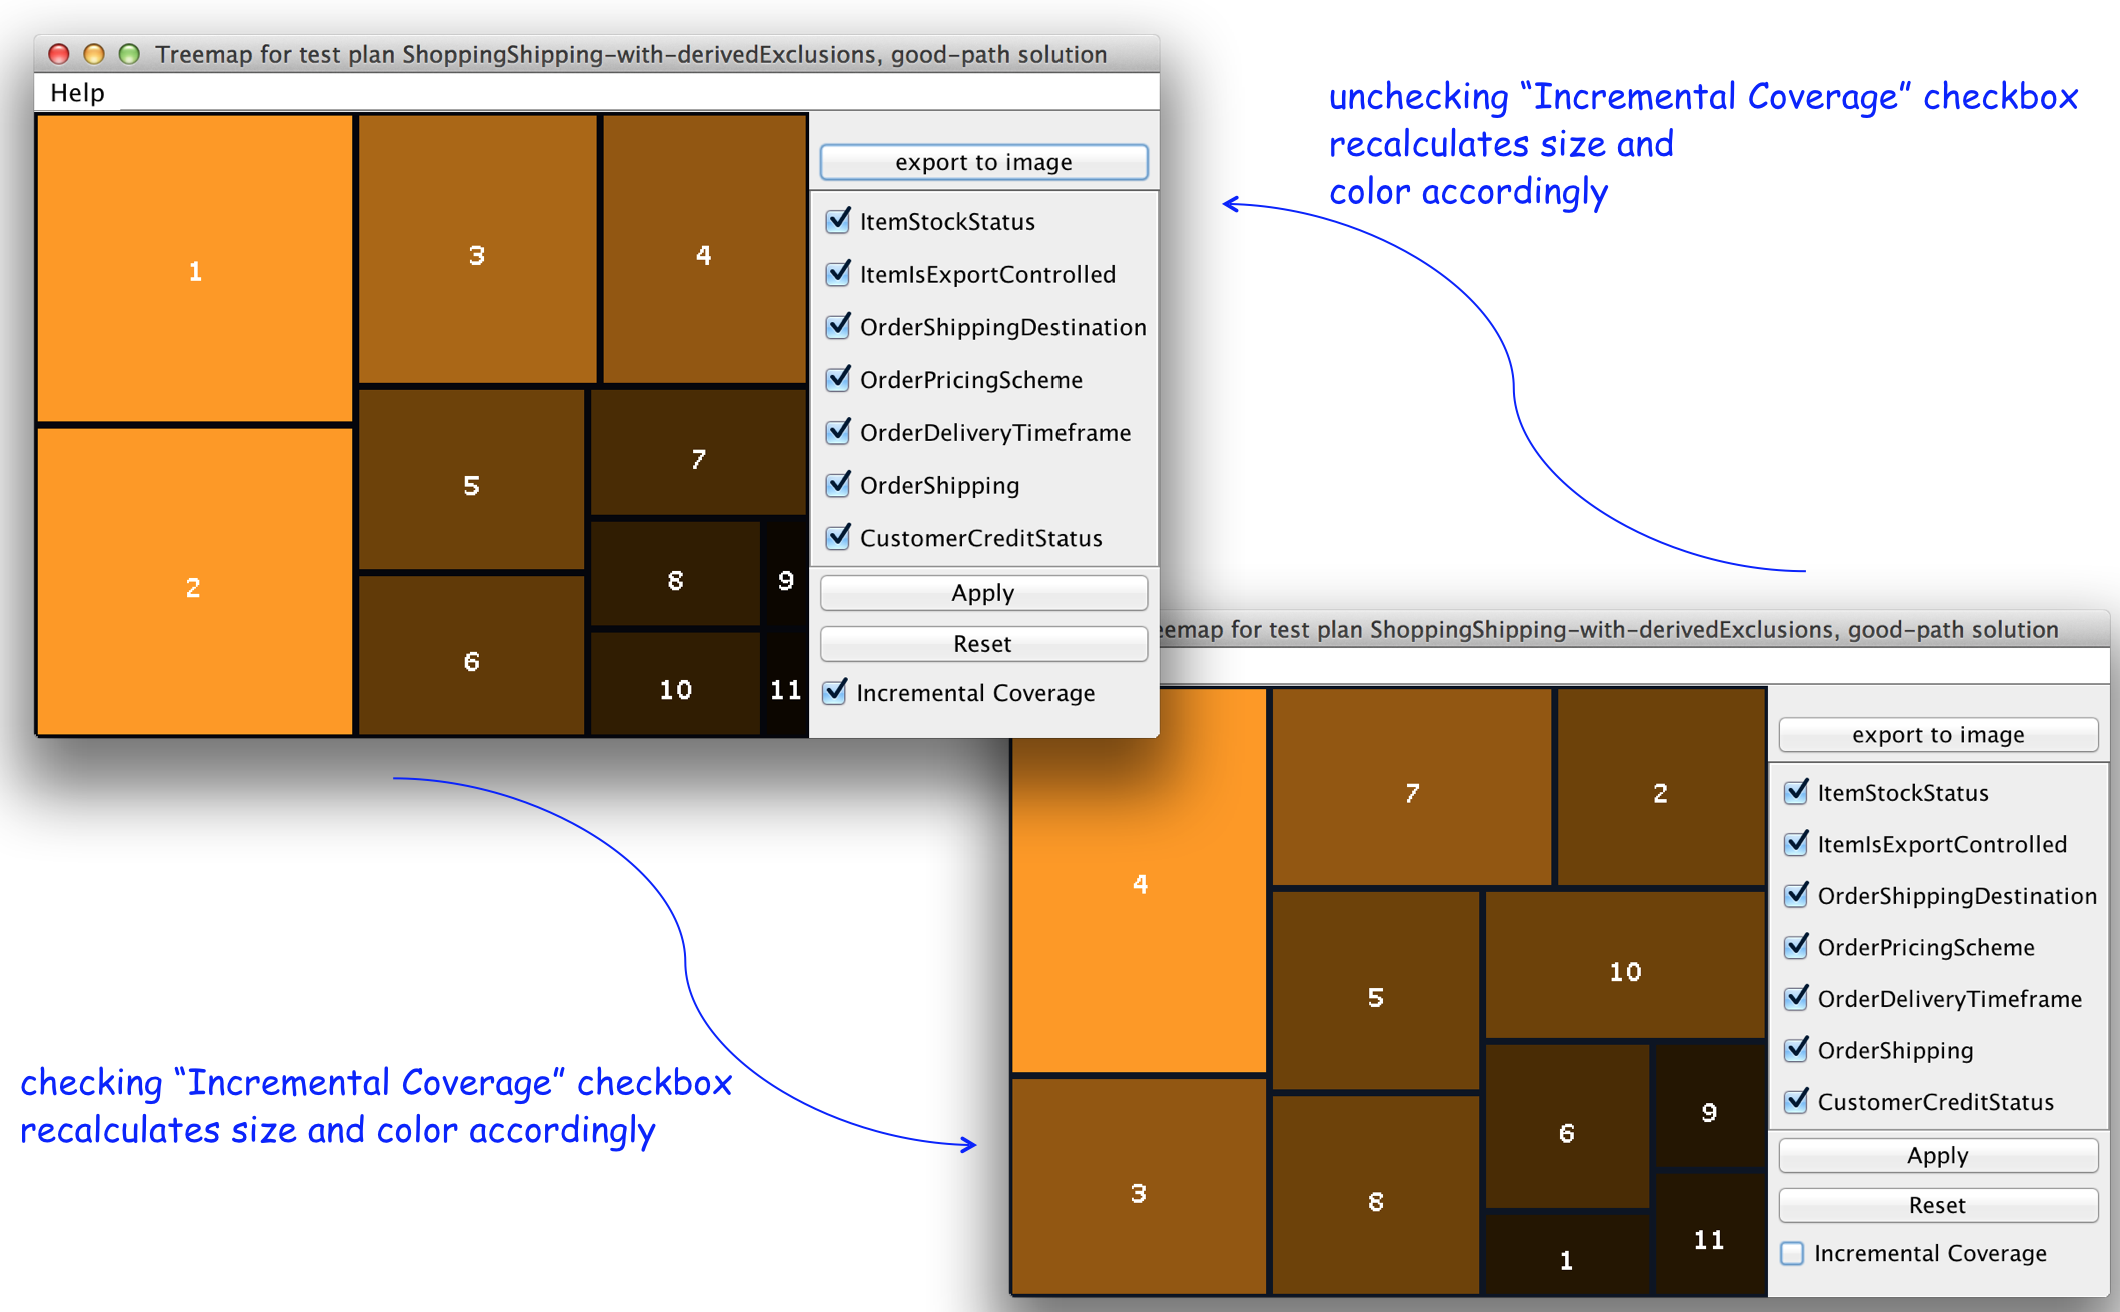 Treemap for test plan ShoppingShipping-with-derivedExclusions, good-path solution
Help
1
2
3
4
5
6
7
8
9
10
11
export to image
ItemStockStatus
ItemIsExportControlled
OrderShippingDestination
OrderPricingScheme
OrderDeliveryTimeframe
OrderShipping
CustomerCreditStatus
Apply
Reset
Incremental Coverage
unchecking “Incremental Coverage” checkbox
recalculates size and
color accordingly
checking “Incremental Coverage” checkbox
recalculates size and color accordingly
eemap for test plan ShoppingShipping-with-derivedExclusions, good-path solution
4
3
7
2
5
10
8
6
9
1
11
export to image
ItemStockStatus
ItemIsExportControlled
OrderShippingDestination
OrderPricingScheme
OrderDeliveryTimeframe
OrderShipping
CustomerCreditStatus
Apply
Reset
Incremental Coverage